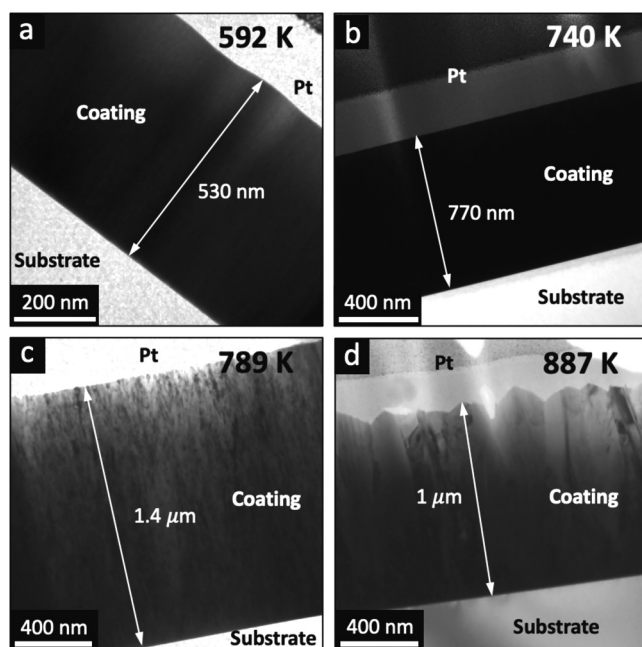 a
592 K
Pt
Coating
530 nm
Substrate
200 nm
b
740 K
Pt
Coating
770 nm
400 nm
Substrate
c
Pt
789 K
Coating
1.4 μm
400 nm
Substrate
d
Pt
887 K
1 μm
Coating
400 nm
Substrate